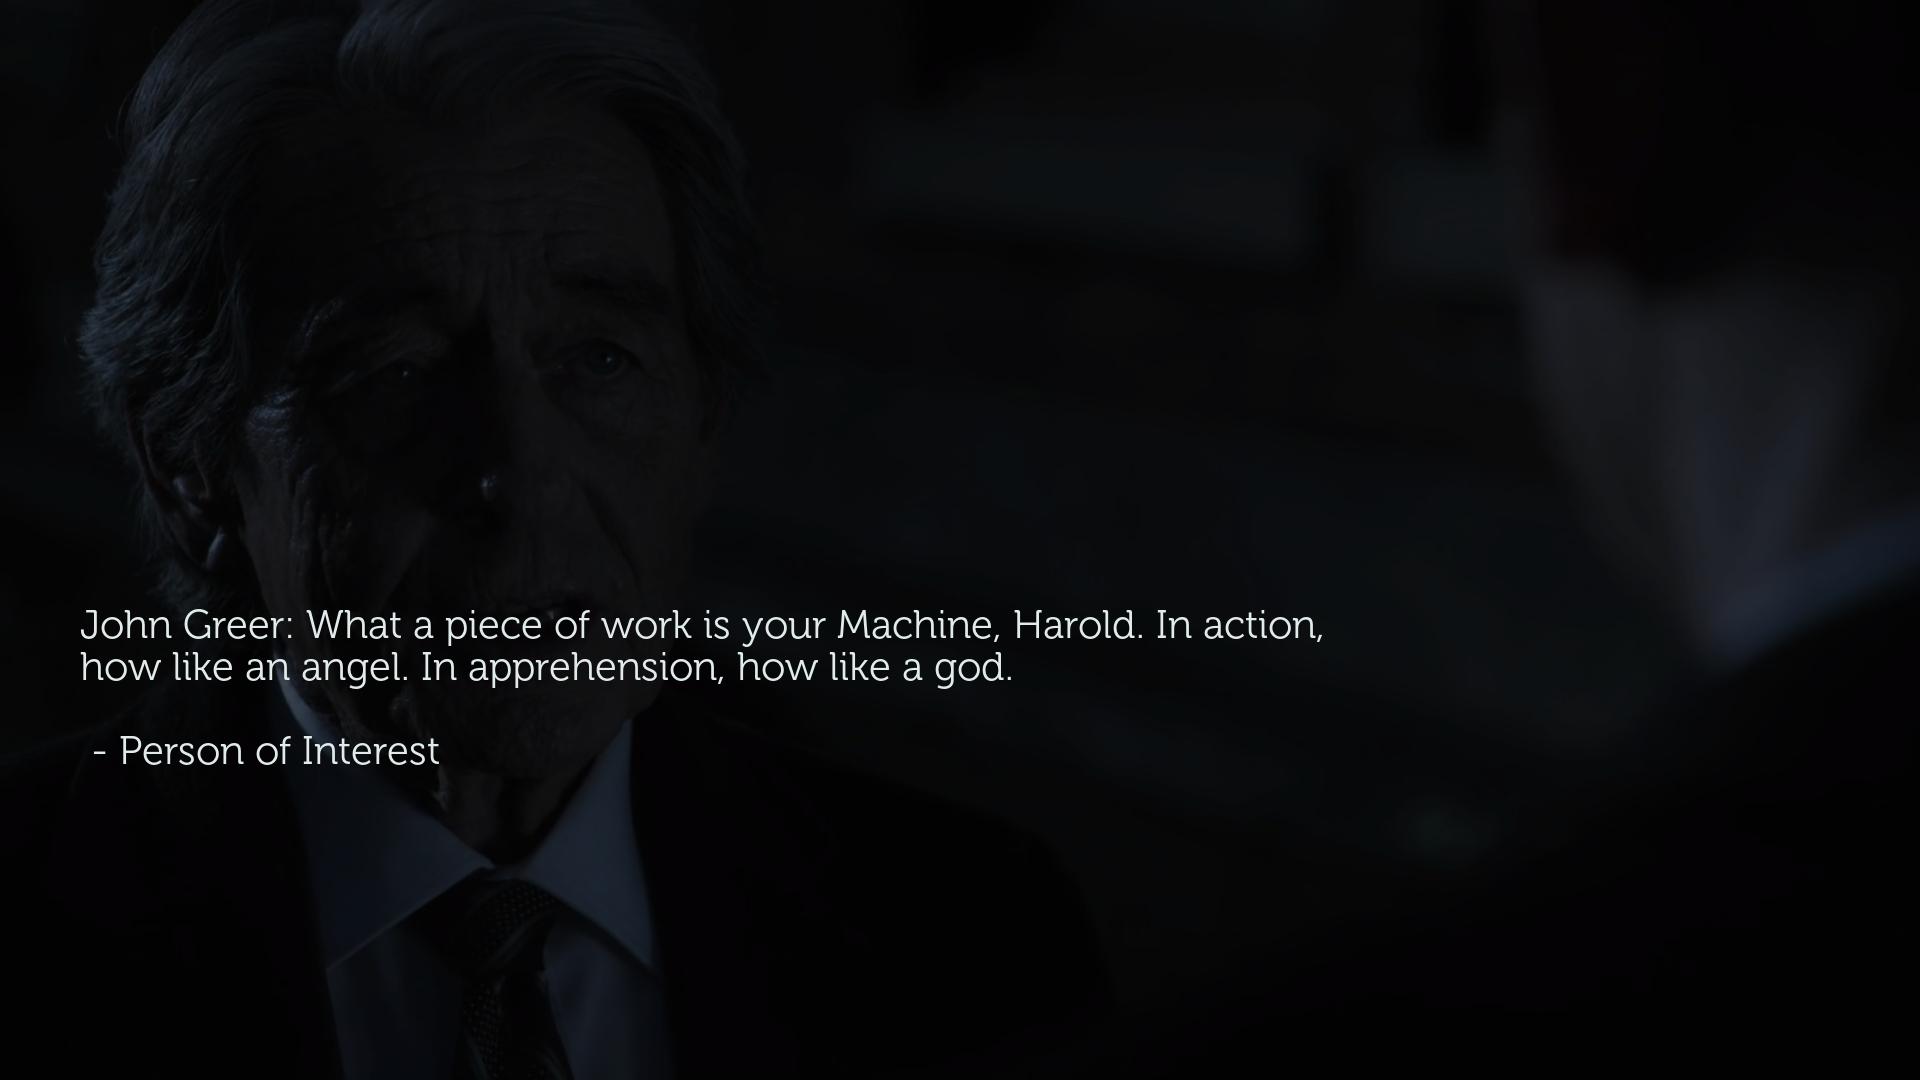 John Greer: What a piece of work is your Machine, Harold. In action,
how like an angel. In apprehension, how like a god.
- Person of Interest